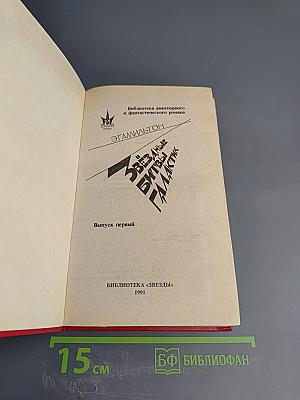 Библиотека авантюрного
и фантастического романа
Э.ГАМИЛЬТОН
ЗВЁЗДНЫЕ
БИТВЫ
ГАЛАКТИК
Выпуск первый
БИБЛИОТЕКА «ЗВЕЗДЫ»
1991
15 см
БФ БИБЛИОФАН